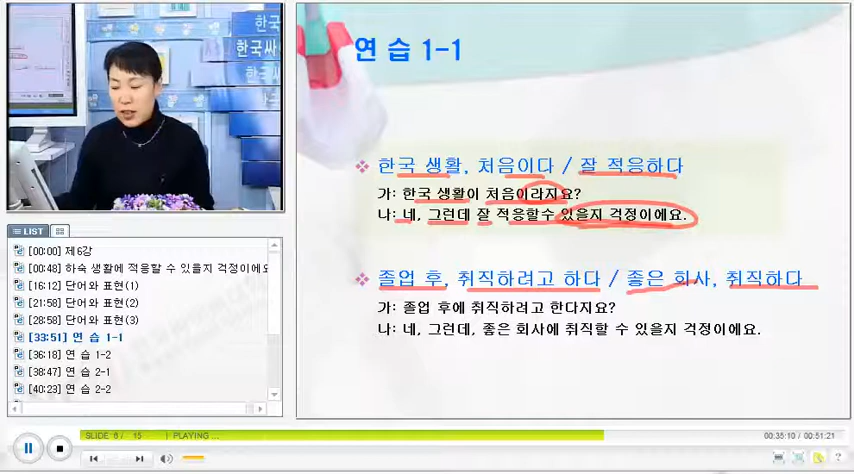 한국
한국싸
연 습 1-1
❖ 한국 생활, 처음이다 / 잘 적응하다
가: 한국 생활이 처음이라지요?
나: 네, 그런데 잘 적응할수 있을지 걱정이에요.
❖ 졸업 후, 취직하려고 하다 / 좋은 회사, 취직하다
가: 졸업 후에 취직하려고 한다지요?
나: 네, 그런데, 좋은 회사에 취직할 수 있을지 걱정이에요.
LIST
[00:00] 제6강
[00:48] 하숙 생활에 적응할 수 있을지 걱정이에요
[16:12] 단어와 표현(1)
[21:58] 단어와 표현(2)
[28:58] 단어와 표현(3)
[33:51] 연 습 1-1
[36:18] 연 습 1-2
[38:47] 연 습 2-1
[40:23] 연 습 2-2
SLIDE 6 / 15 | PLAYING ...
00:35:10 / 00:51:21